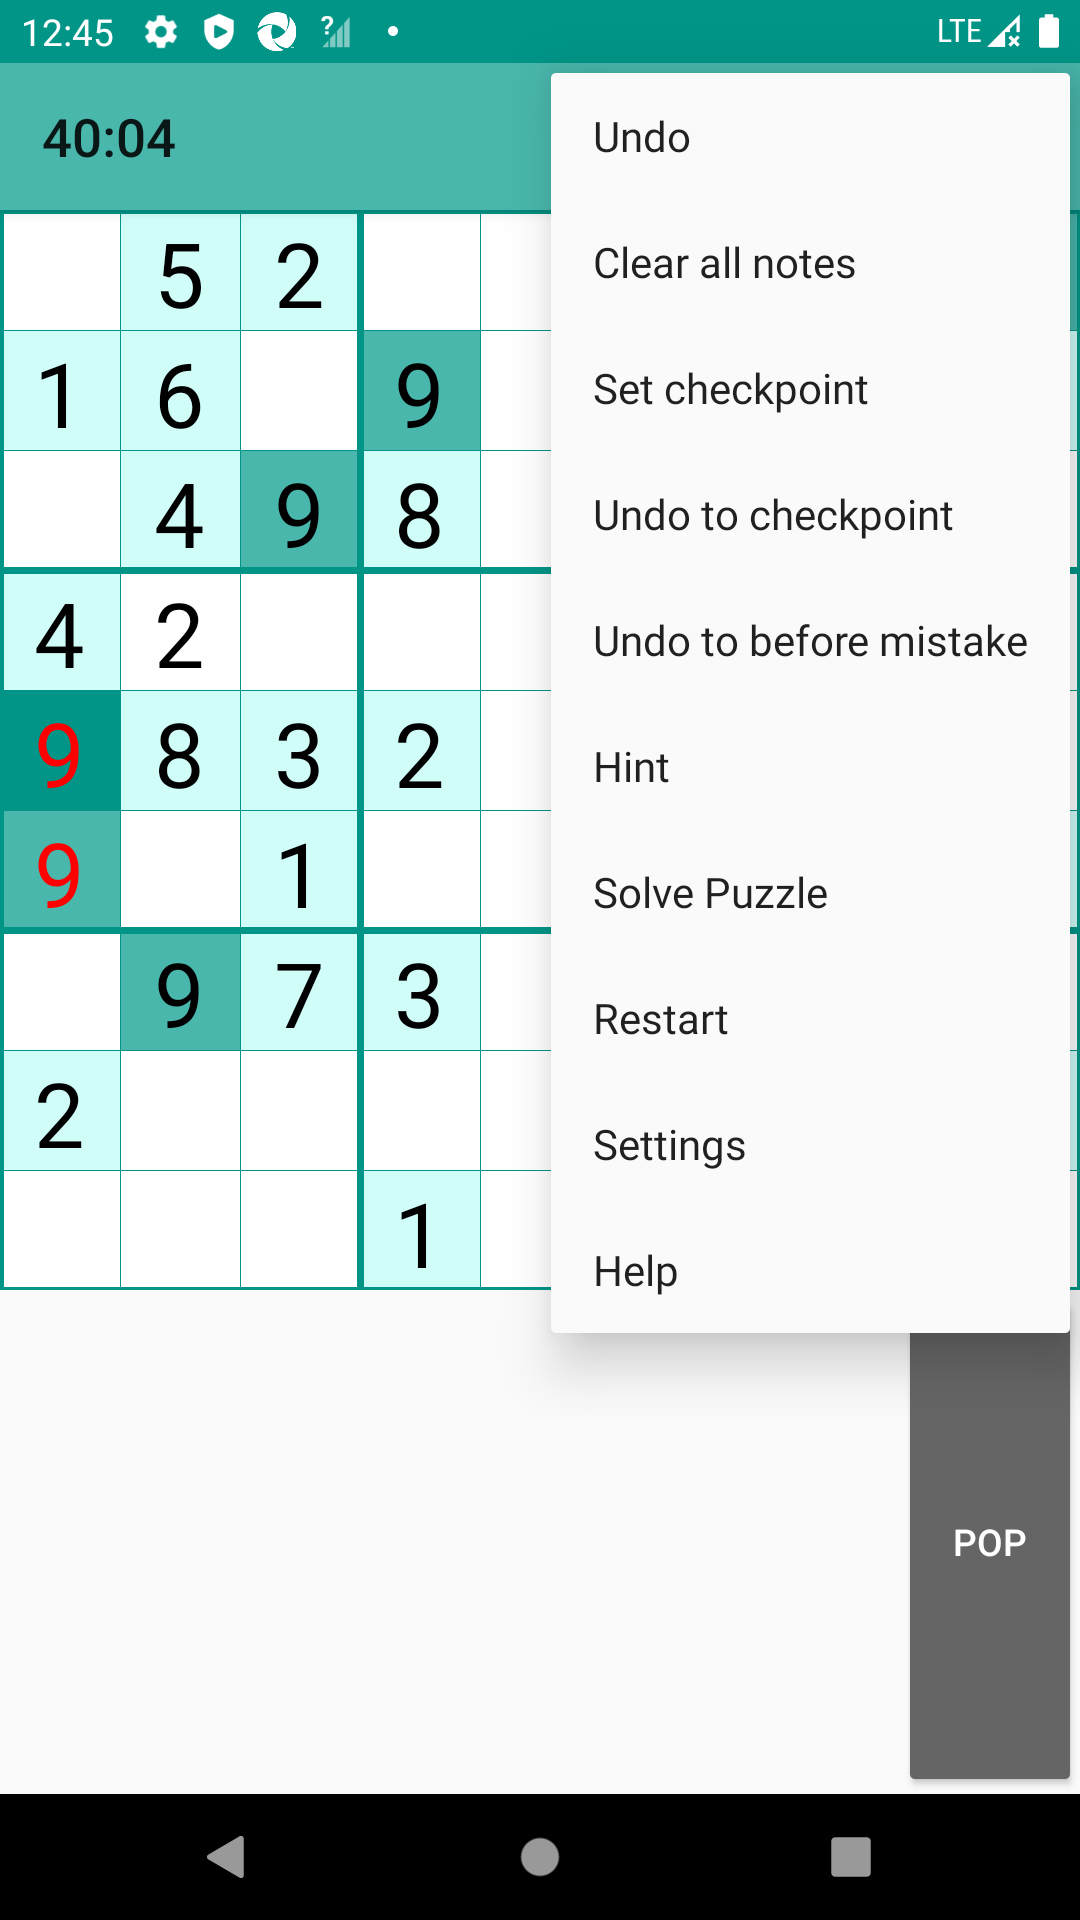 12:45 ? LTE
40:04
Undo
Clear all notes
Set checkpoint
Undo to checkpoint
Undo to before mistake
Hint
Solve Puzzle
Restart
Settings
Help
5 2
1 6 9
4 9 8
4 2
9 8 3 2
9 1
9 7 3
2
1
POP